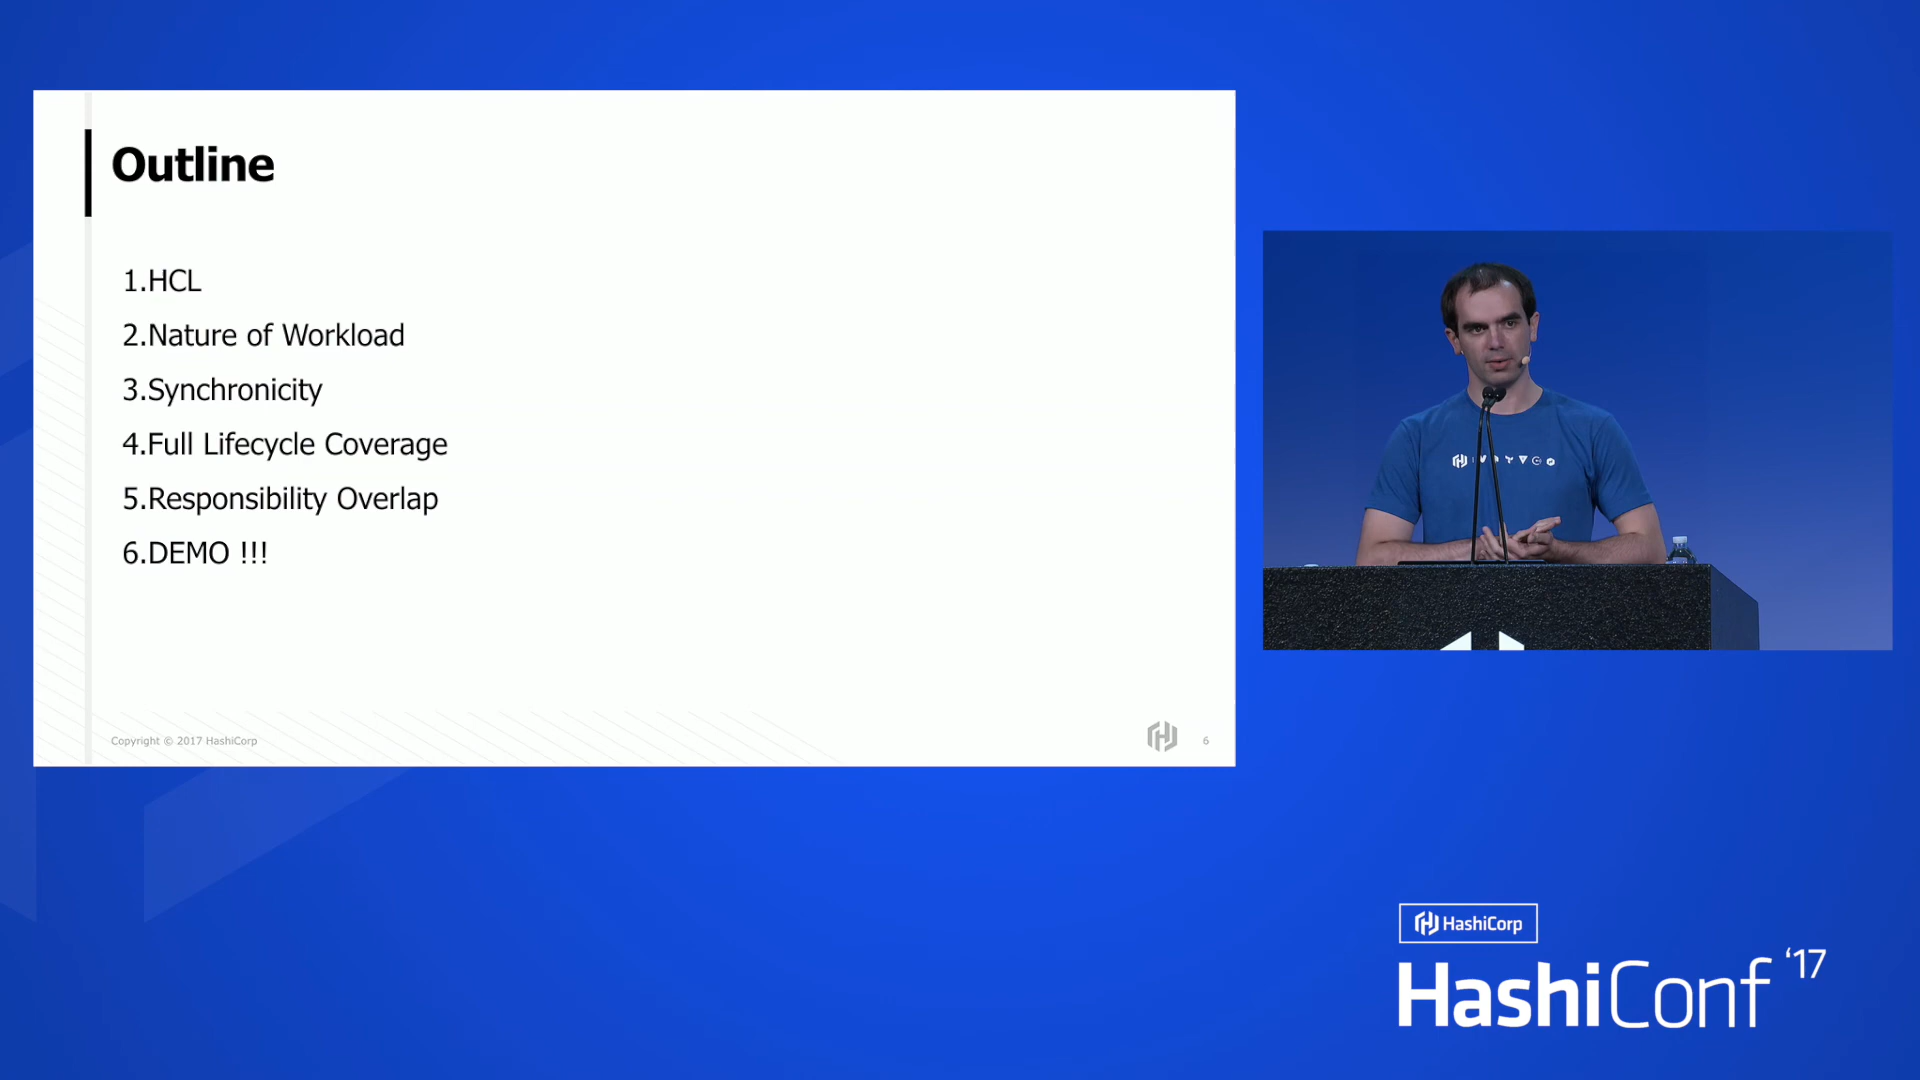 Outline
1.HCL
2.Nature of Workload
3.Synchronicity
4.Full Lifecycle Coverage
5.Responsibility Overlap
6.DEMO !!!
Copyright © 2017 HashiCorp
6
HashiCorp
HashiConf '17